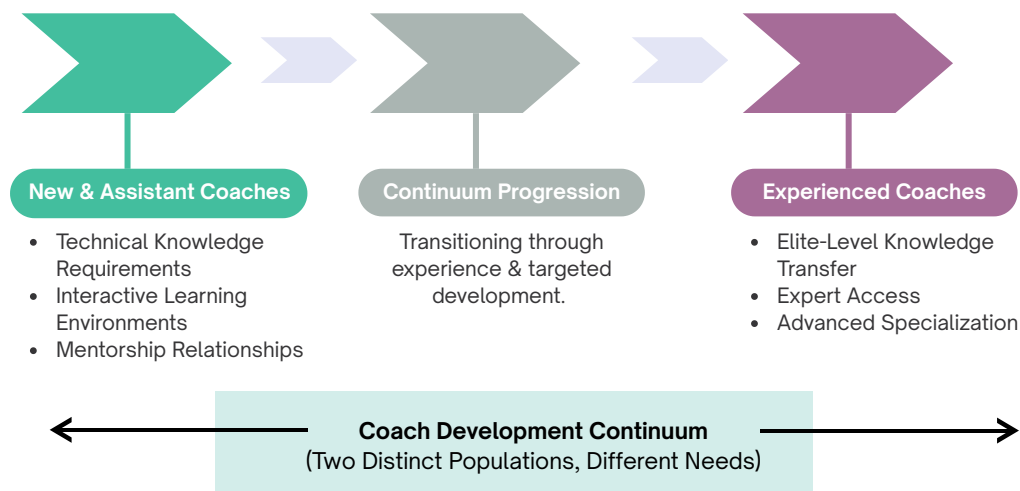 New & Assistant Coaches
• Technical Knowledge
Requirements
• Interactive Learning
Environments
• Mentorship Relationships
Continuum Progression
Transitioning through
experience & targeted
development.
Experienced Coaches
• Elite-Level Knowledge
Transfer
• Expert Access
• Advanced Specialization
Coach Development Continuum
(Two Distinct Populations, Different Needs)